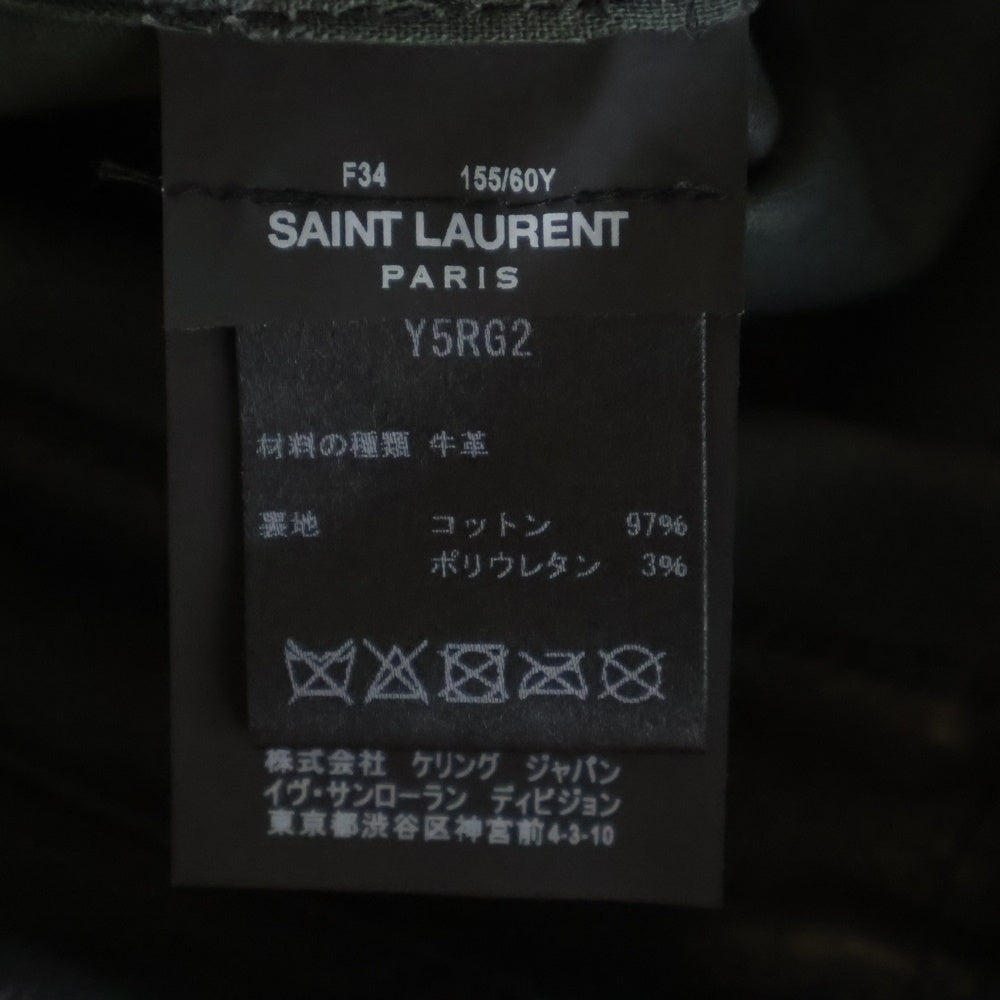 F34 155/60Y
SAINT LAURENT
PARIS
Y5RG2
材料の種類 牛革
裏地 コットン 97%
ポリウレタン 3%
株式会社 ケリング ジャパン
イヴ・サンローラン ディビジョン
東京都渋谷区神宮前4-3-10